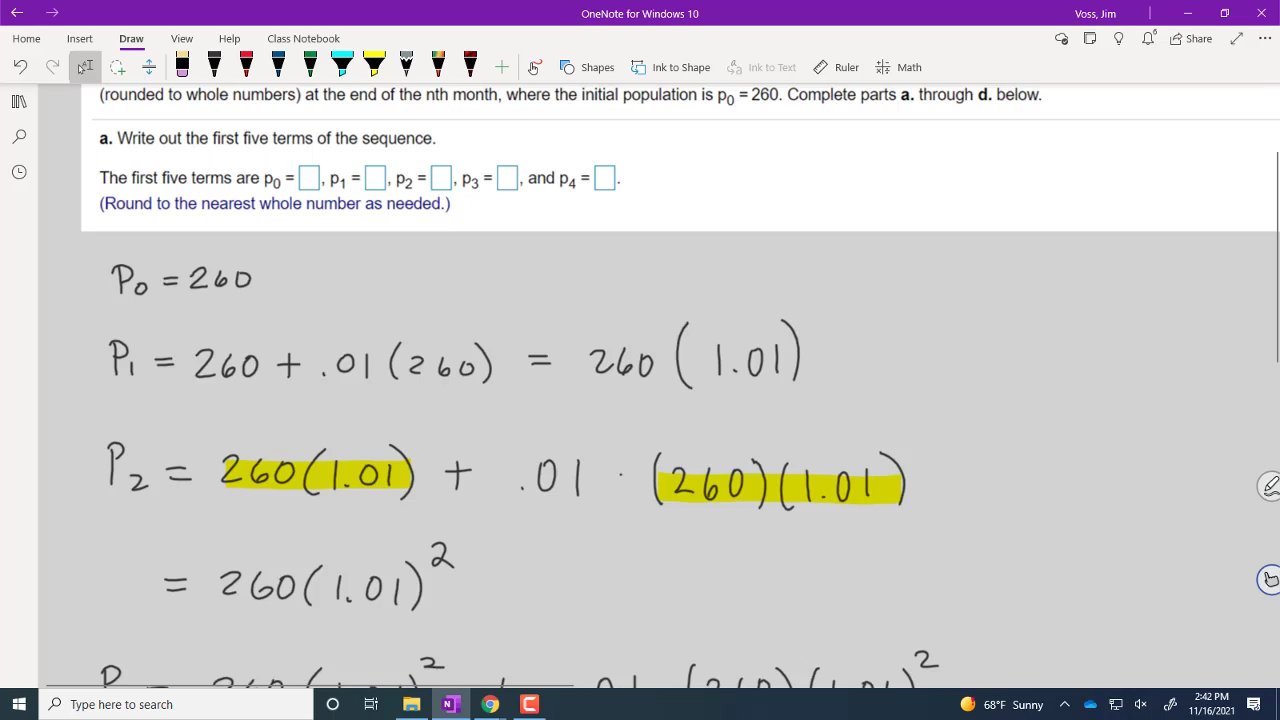 OneNote for Windows 10
Voss, Jim
Home Insert Draw View Help Class Notebook
Share
Shapes Ink to Shape Ink to Text Ruler Math
(rounded to whole numbers) at the end of the nth month, where the initial population is p₀ = 260. Complete parts a. through d. below.
a. Write out the first five terms of the sequence.
The first five terms are p₀ = , p₁ = , p₂ = , p₃ = , and p₄ = .
(Round to the nearest whole number as needed.)
P₀ = 260
P₁ = 260 + .01 (260) = 260 (1.01)
P₂ = 260(1.01) + .01 · (260)(1.01)
= 260(1.01)²
Type here to search
68°F Sunny
2:42 PM
11/16/2021